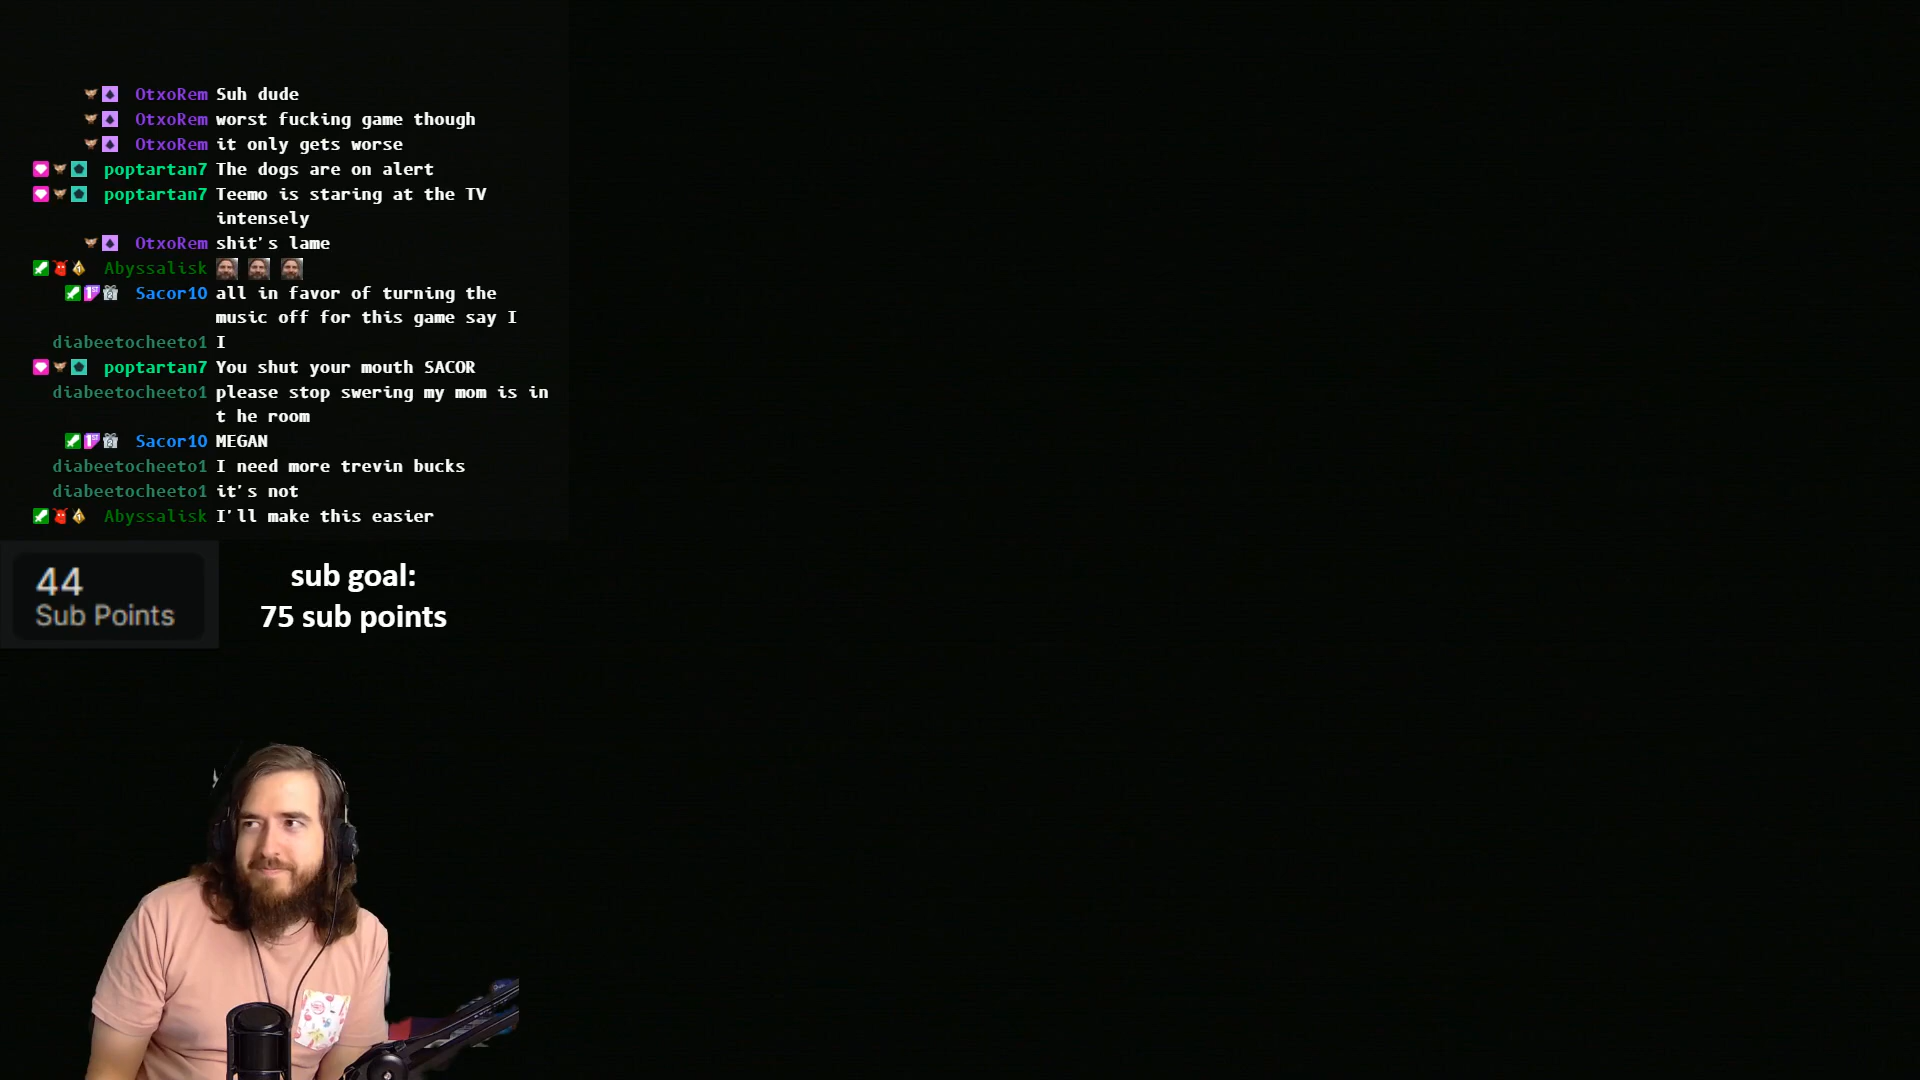 OtxoRem Suh dude
OtxoRem worst fucking game though
OtxoRem it only gets worse
poptartan7 The dogs are on alert
poptartan7 Teemo is staring at the TV
intensely
OtxoRem shit's lame
Abyssalisk
Sacor10 all in favor of turning the
music off for this game say I
diabeetocheeto1 I
poptartan7 You shut your mouth SACOR
diabeetocheeto1 please stop swering my mom is in
t he room
Sacor10 MEGAN
diabeetocheeto1 I need more trevin bucks
diabeetocheeto1 it's not
Abyssalisk I'll make this easier
44
Sub Points
sub goal:
75 sub points